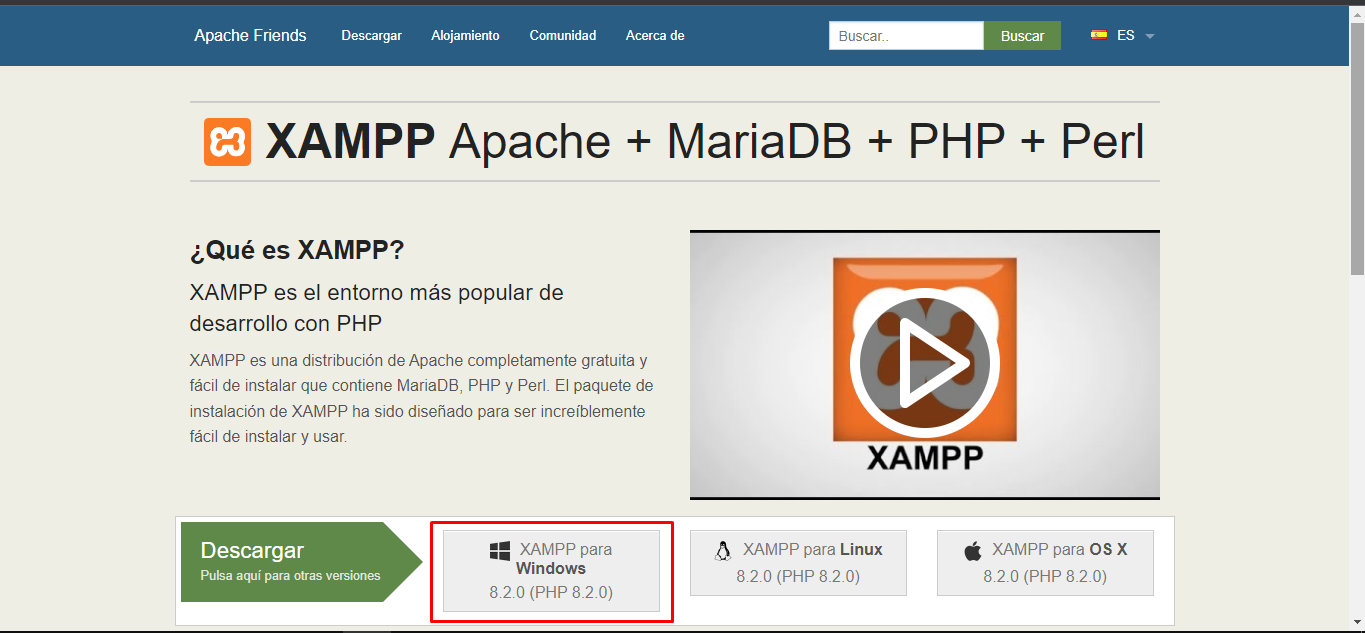 Apache Friends
Descargar
Alojamiento
Comunidad
Acerca de
Buscar..
Buscar
ES
XAMPP Apache + MariaDB + PHP + Perl
¿Qué es XAMPP?
XAMPP es el entorno más popular de
desarrollo con PHP
XAMPP es una distribución de Apache completamente gratuita y
fácil de instalar que contiene MariaDB, PHP y Perl. El paquete de
instalación de XAMPP ha sido diseñado para ser increíblemente
fácil de instalar y usar.
XAMPP
Descargar
Pulsa aquí para otras versiones
XAMPP para
Windows
8.2.0 (PHP 8.2.0)
XAMPP para Linux
8.2.0 (PHP 8.2.0)
XAMPP para OS X
8.2.0 (PHP 8.2.0)